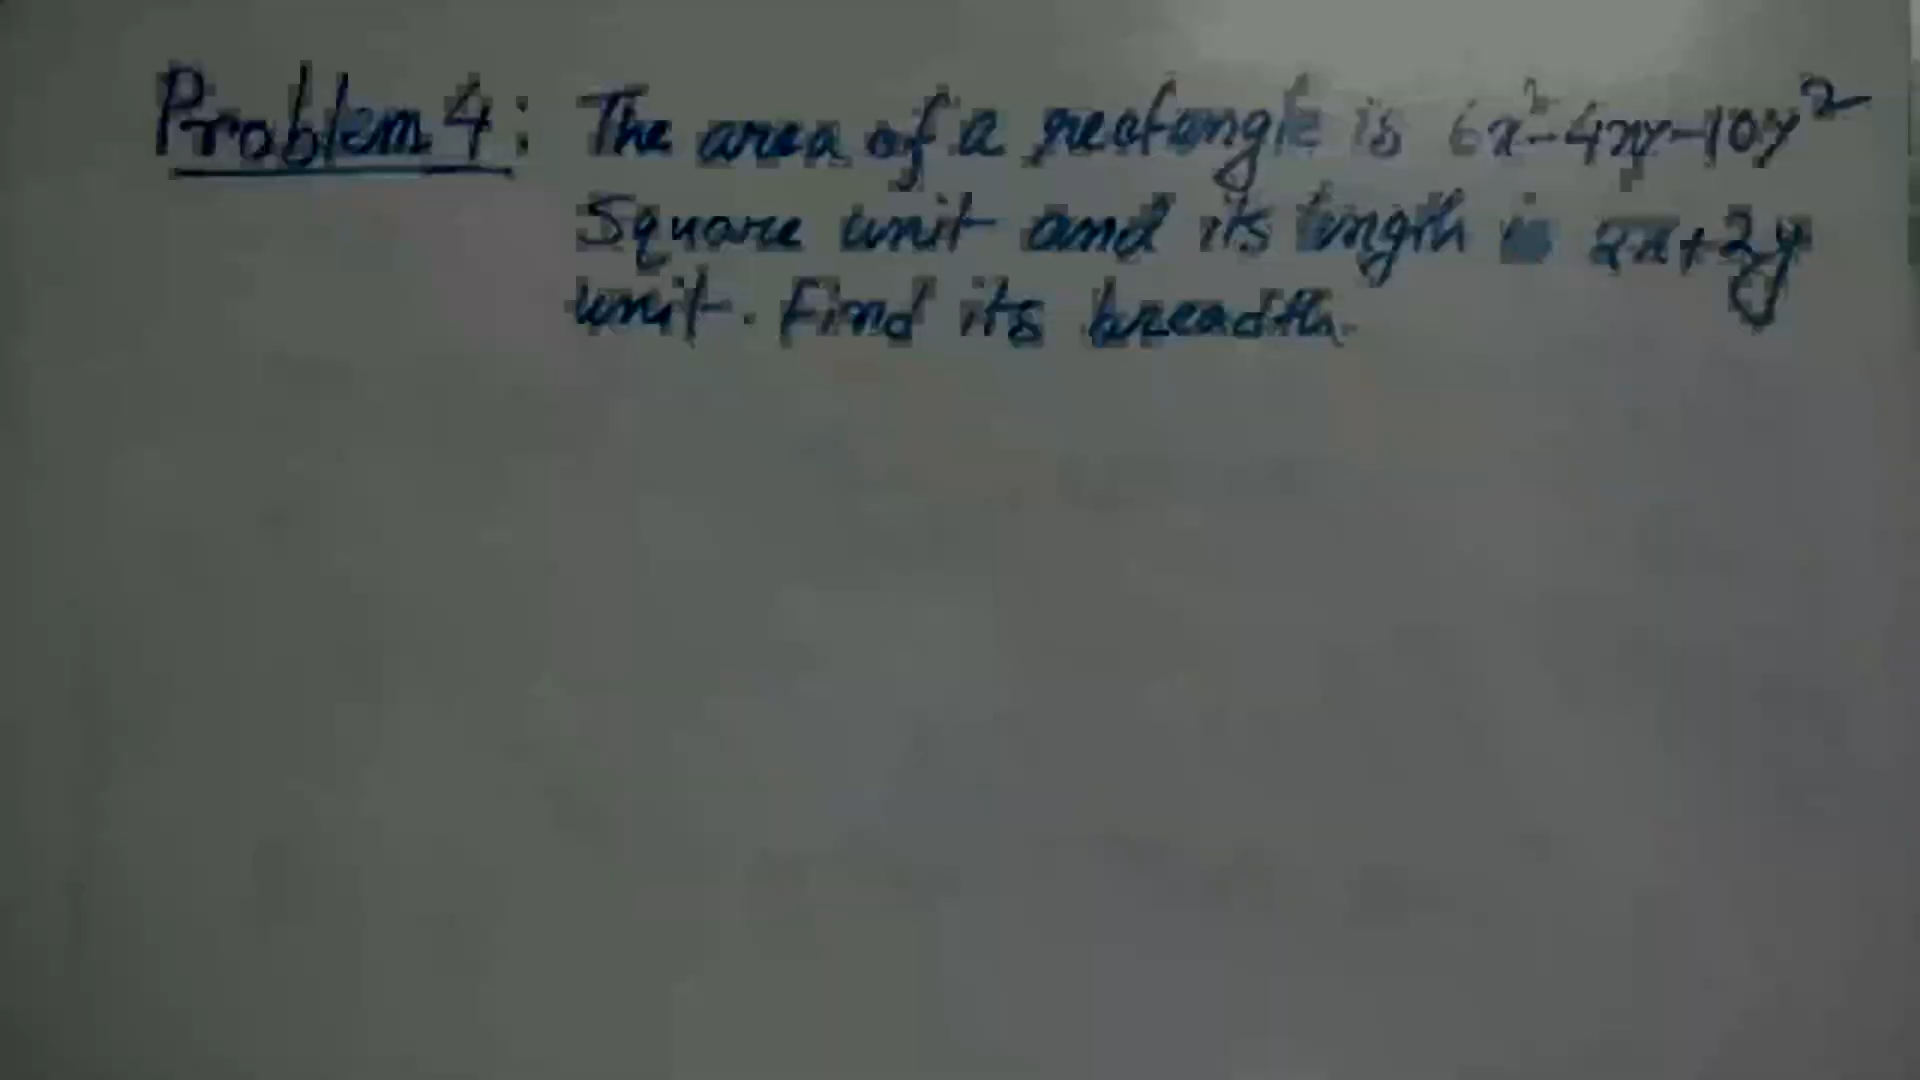 Problem 4: The area of a rectangle is 6x²-4xy-10y²
Square unit and its length is 2x+2y
unit. Find its breadth.